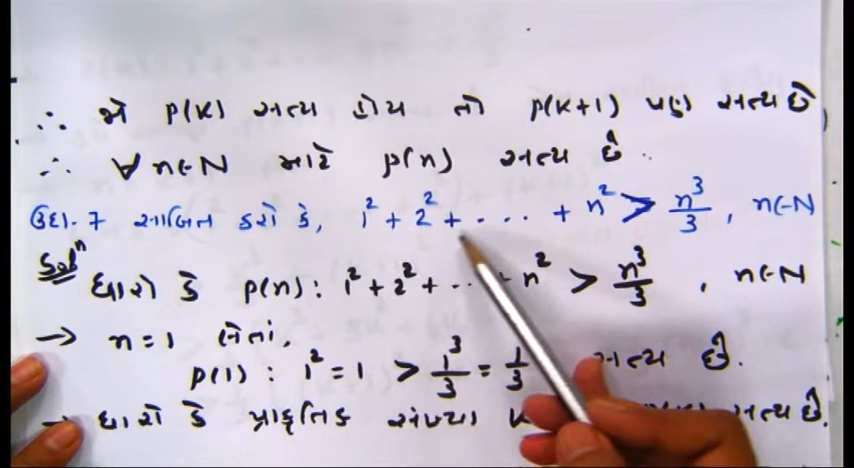 ∴ જો P(K) સત્ય હોય તો P(K+1) પણ સત્ય છે
∴ ∀ n∈N માટે P(n) સત્ય છે.
ઉદા. 7 સાબિત કરો કે, 1² + 2² + .... + n² > n³/3, n∈N
Solⁿ
ધારો કે P(n): 1² + 2² + ... n² > n³/3, n∈N
→ n=1 લેતાં,
P(1): 1² = 1 > 1³/3 = 1/3 સત્ય છે.
→ ધારો કે પ્રાકૃતિક સંખ્યા K સત્ય છે.